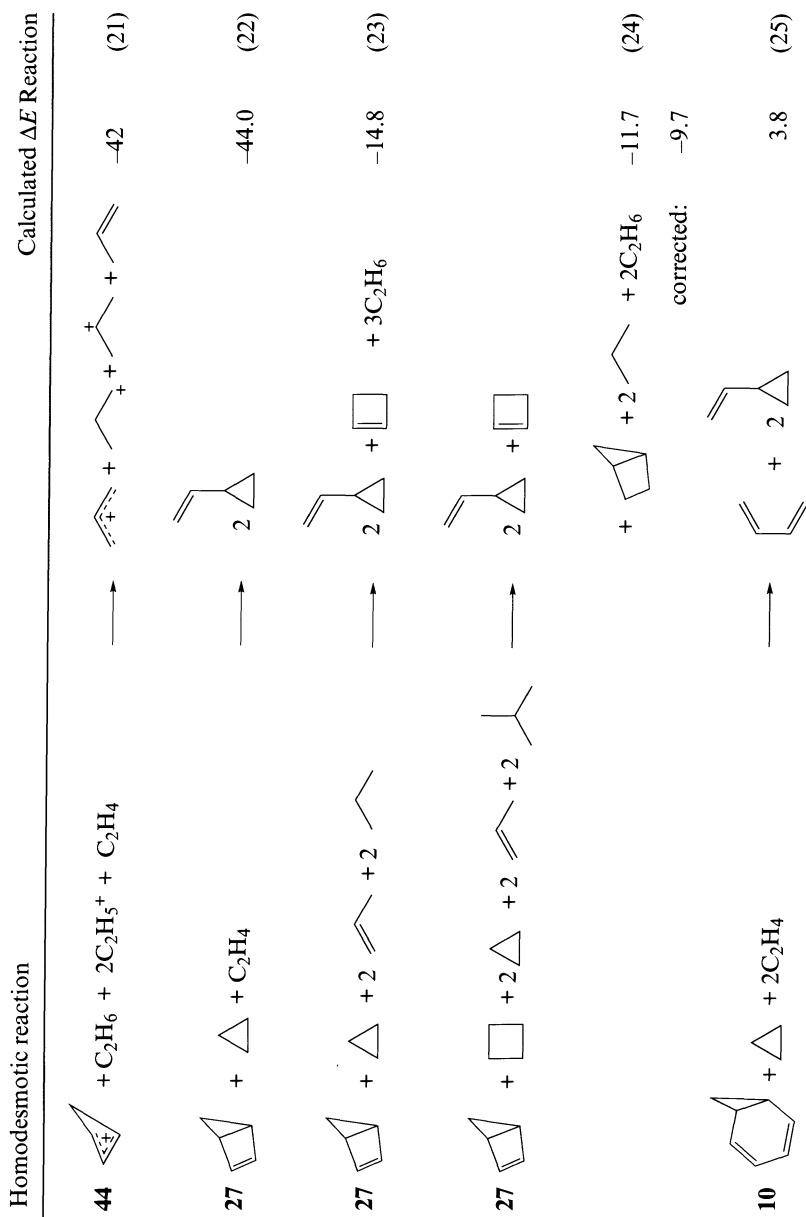 Homodesmotic reaction Calculated ΔE Reaction
44 + C₂H₆ + 2C₂H₅⁺ + C₂H₄ → + + + –42 (21)
27 + + C₂H₄ → 2 –44.0 (22)
27 + + 2 + 2 → 2 + + 3C₂H₆ –14.8 (23)
27 + + 2 + 2 + 2 → 2 +
+ + 2 + 2C₂H₆ –11.7 (24)
corrected: –9.7
10 + + 2C₂H₄ → + 2 3.8 (25)